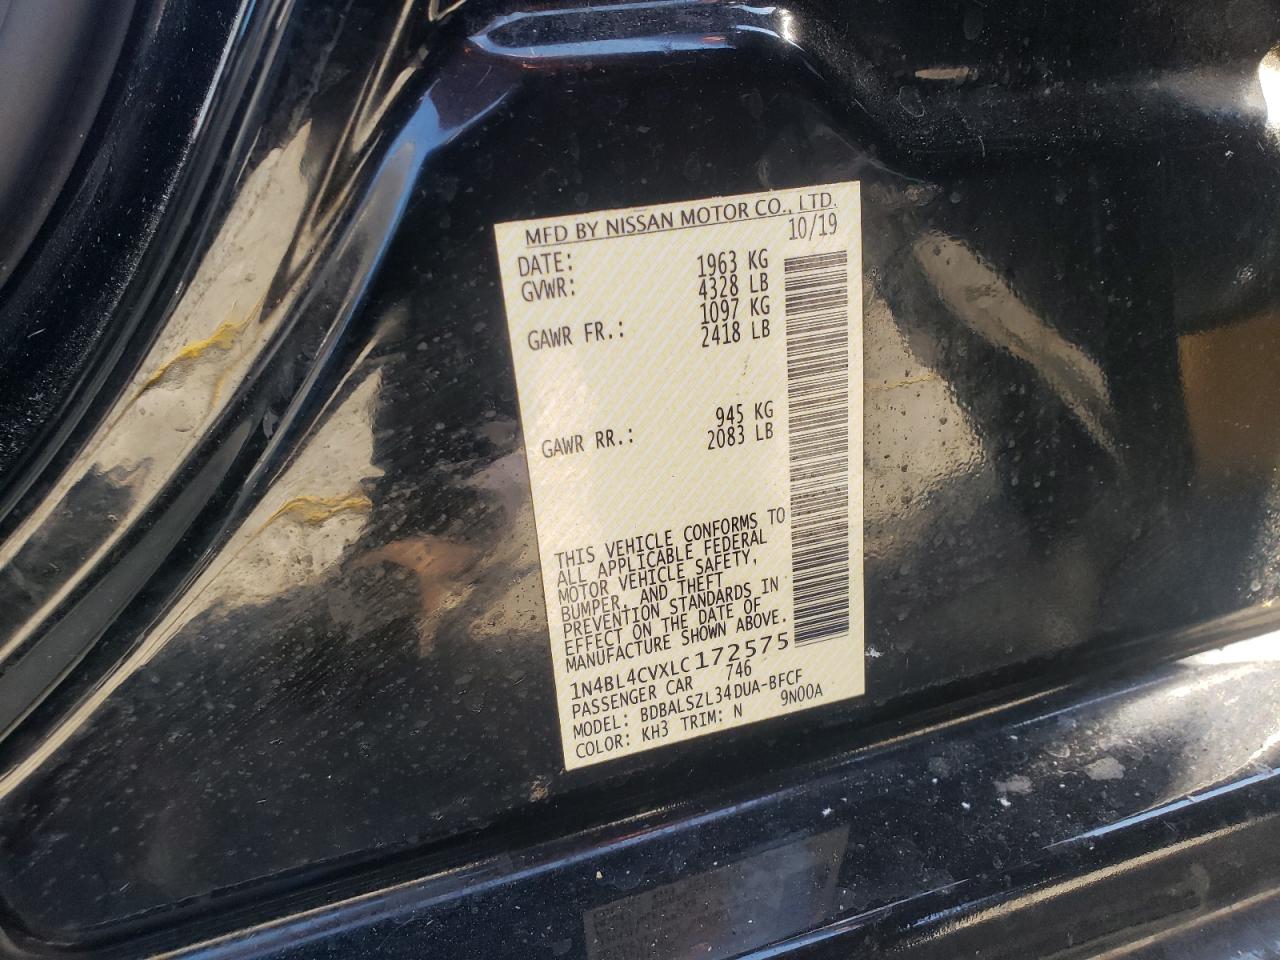 MFD BY NISSAN MOTOR CO., LTD.
DATE: 10/19
GVWR: 1963 KG
4328 LB
GAWR FR.: 1097 KG
2418 LB
GAWR RR.: 945 KG
2083 LB
THIS VEHICLE CONFORMS TO
ALL APPLICABLE FEDERAL
MOTOR VEHICLE SAFETY,
BUMPER, AND THEFT
PREVENTION STANDARDS IN
EFFECT ON THE DATE OF
MANUFACTURE SHOWN ABOVE.
1N4BL4CVXLC172575
PASSENGER CAR 746
MODEL: BDBALSZL34DUA-BFCF
COLOR: KH3 TRIM: N 9N00A